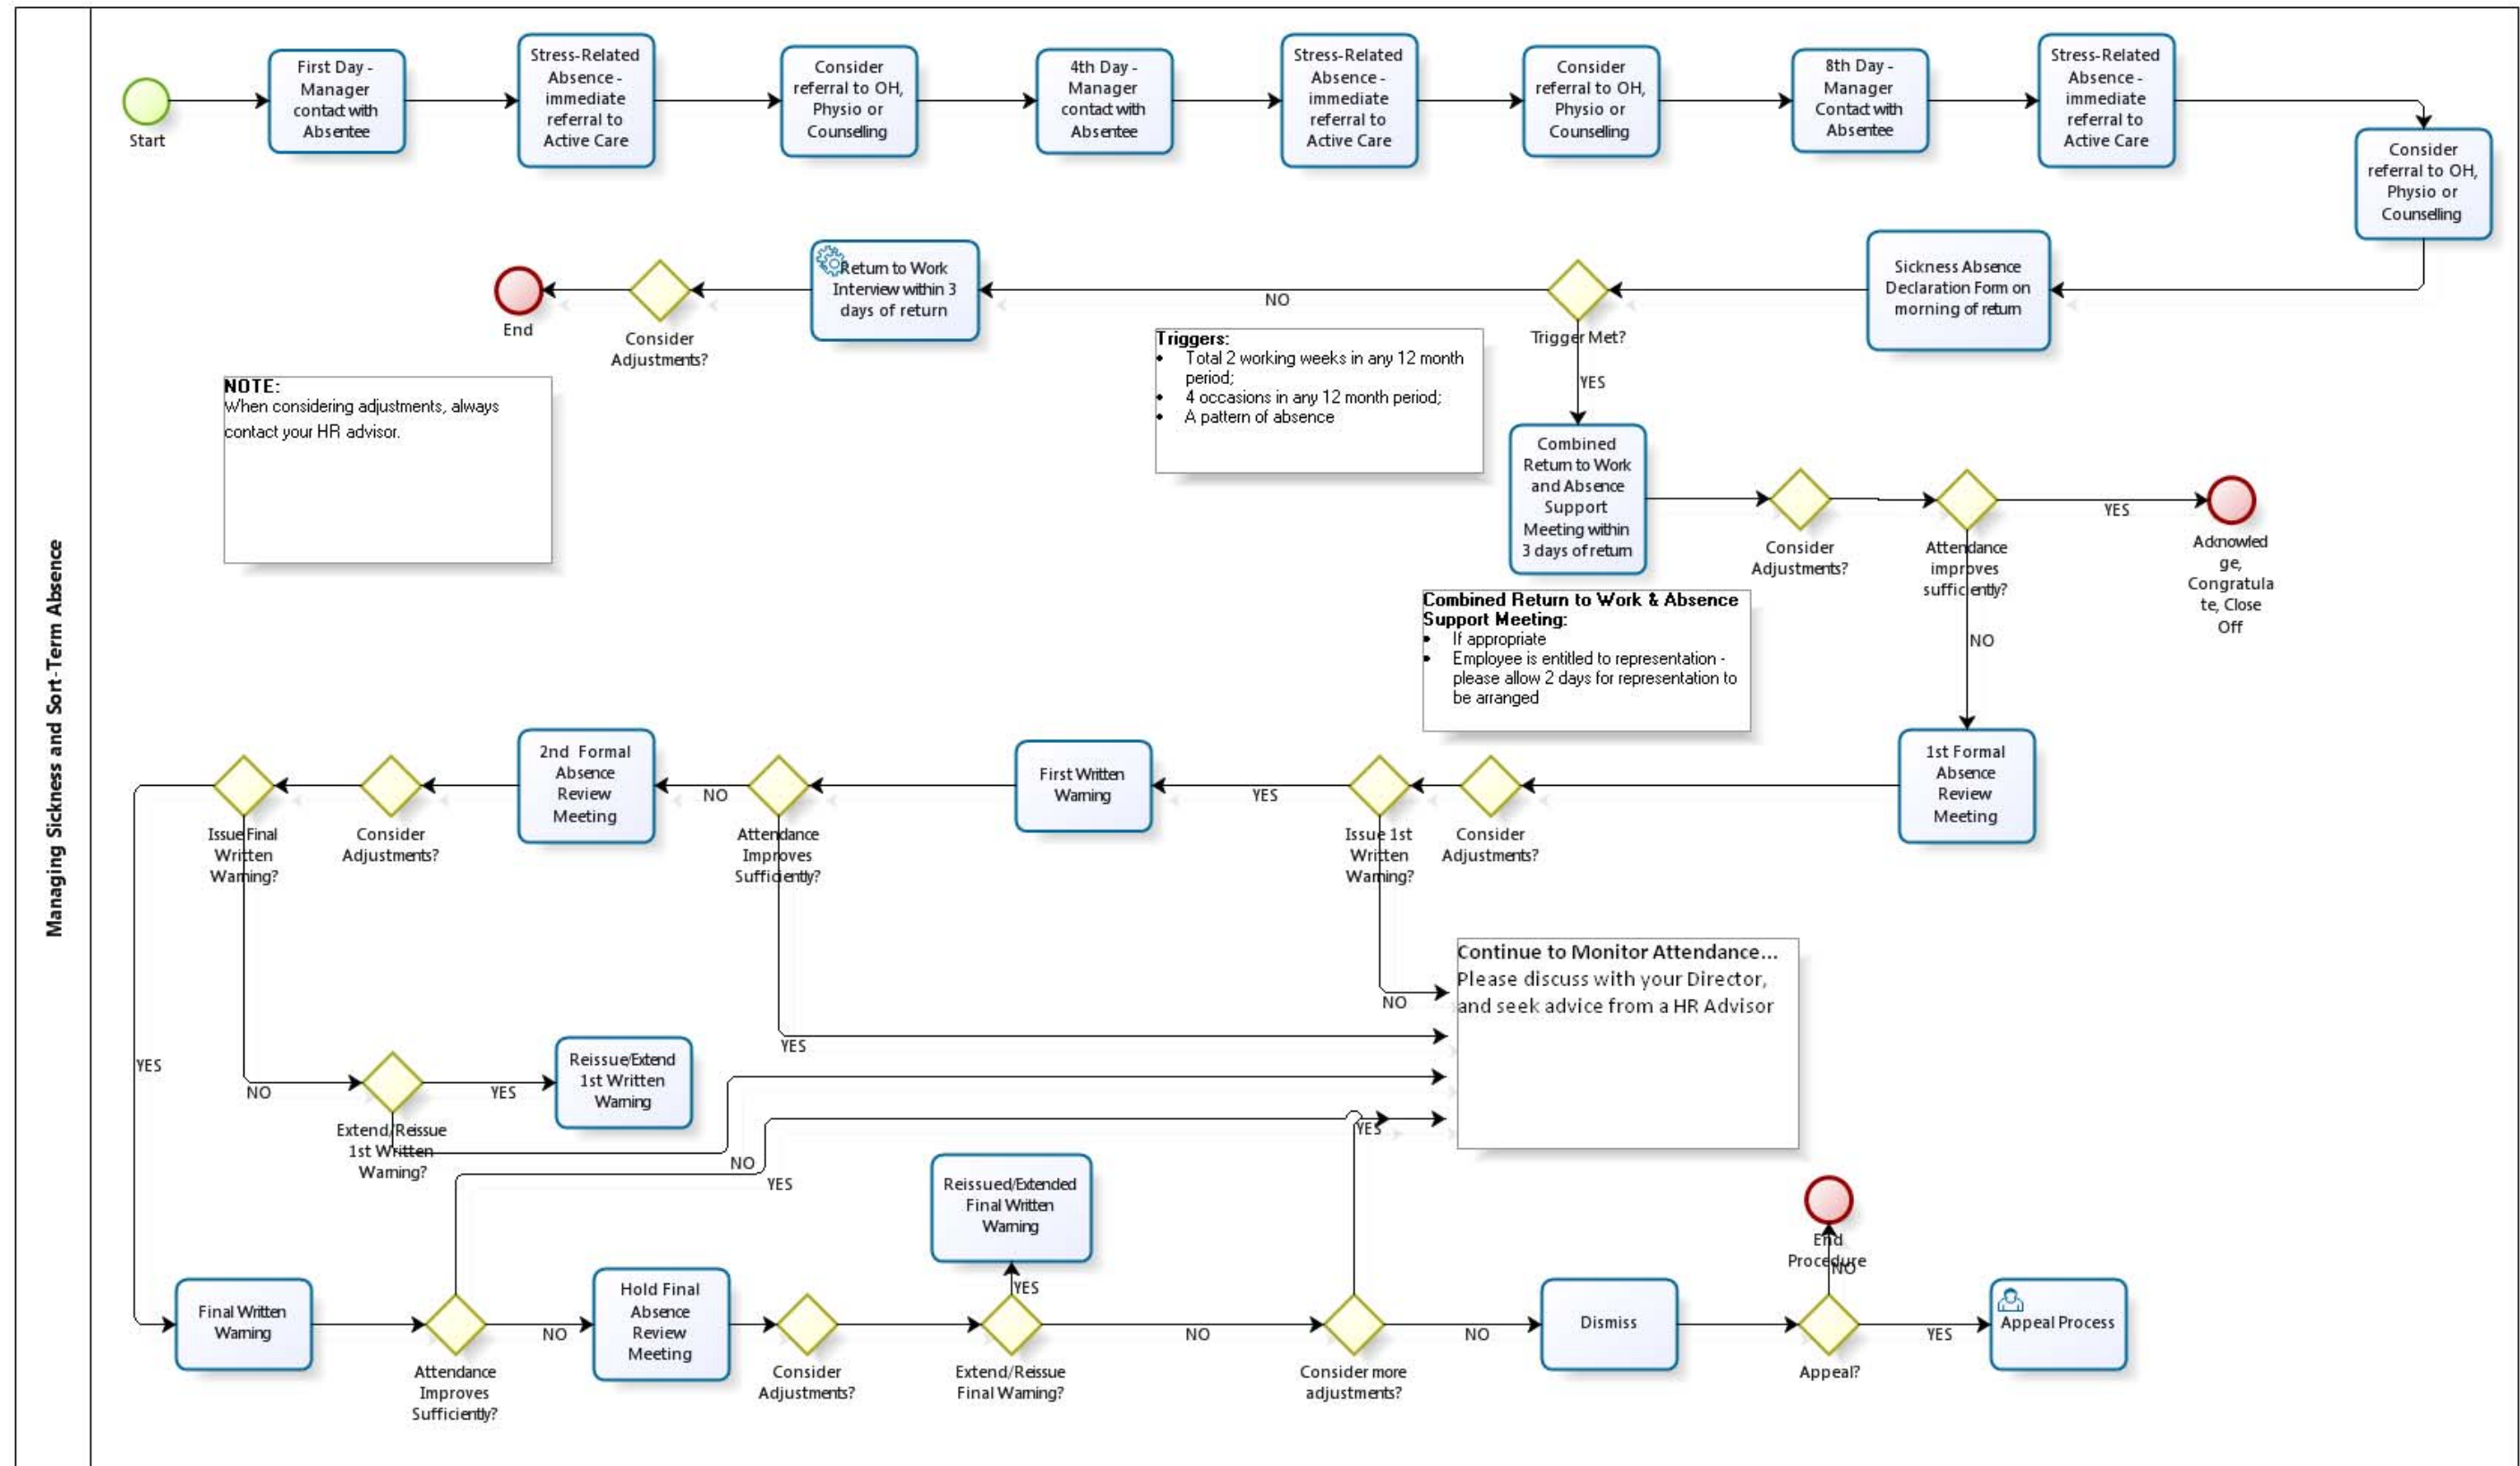 Managing Sickness and Sort-Term Absence
Start
First Day -
Manager
contact with
Absentee
Stress-Related
Absence -
immediate
referral to
Active Care
Consider
referral to OH,
Physio or
Counselling
4th Day -
Manager
contact with
Absentee
Stress-Related
Absence -
immediate
referral to
Active Care
Consider
referral to OH,
Physio or
Counselling
8th Day -
Manager
Contact with
Absentee
Stress-Related
Absence -
immediate
referral to
Active Care
Consider
referral to OH,
Physio or
Counselling
Sickness Absence
Declaration Form on
morning of return
Trigger Met?
NO
YES
Return to Work
Interview within 3
days of return
Consider
Adjustments?
End
NOTE:
When considering adjustments, always
contact your HR advisor.
Triggers:
• Total 2 working weeks in any 12 month
period;
• 4 occasions in any 12 month period;
• A pattern of absence
Combined
Return to Work
and Absence
Support
Meeting within
3 days of return
Consider
Adjustments?
Attendance
improves
sufficiently?
YES
Acknowled
ge,
Congratula
te, Close
Off
NO
Combined Return to Work & Absence
Support Meeting:
• If appropriate
• Employee is entitled to representation -
please allow 2 days for representation to
be arranged
1st Formal
Absence
Review
Meeting
Consider
Adjustments?
Issue 1st
Written
Warning?
YES
NO
First Written
Warning
Attendance
Improves
Sufficiently?
NO
YES
2nd Formal
Absence
Review
Meeting
Consider
Adjustments?
Issue Final
Written
Warning?
YES
NO
Continue to Monitor Attendance...
Please discuss with your Director,
and seek advice from a HR Advisor
Extend/Reissue
1st Written
Warning?
YES
NO
Reissue/Extend
1st Written
Warning
Final Written
Warning
Attendance
Improves
Sufficiently?
YES
NO
Hold Final
Absence
Review
Meeting
Consider
Adjustments?
Extend/Reissue
Final Warning?
YES
Reissued/Extended
Final Written
Warning
NO
Consider more
adjustments?
YES
NO
Dismiss
Appeal?
NO
End
Procedure
YES
Appeal Process